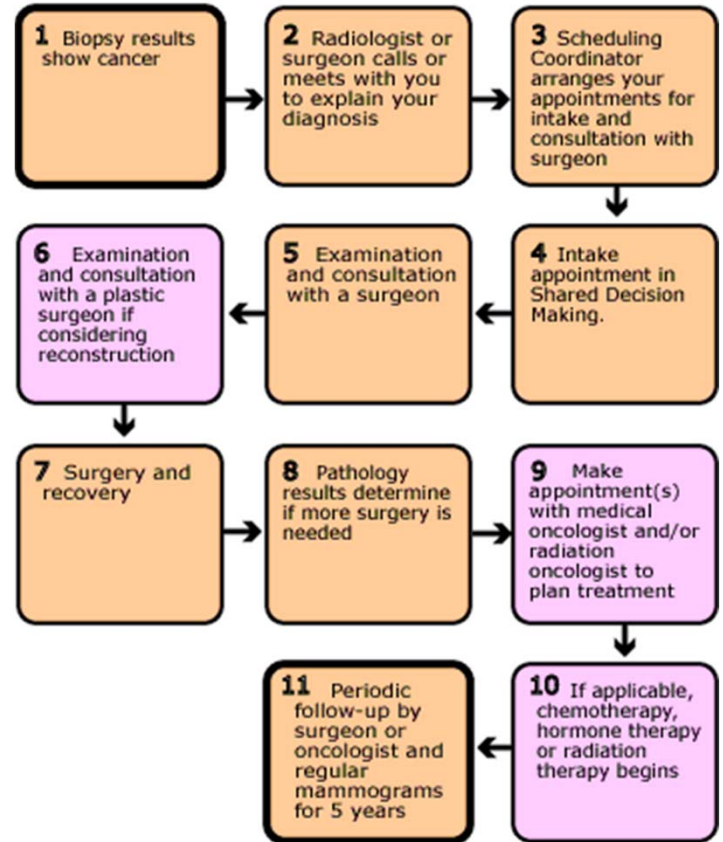 1 Biopsy results
show cancer
2 Radiologist or
surgeon calls or
meets with you
to explain your
diagnosis
3 Scheduling
Coordinator
arranges your
appointments for
intake and
consultation with
surgeon
4 Intake
appointment in
Shared Decision
Making.
5 Examination
and consultation
with a surgeon
6 Examination
and consultation
with a plastic
surgeon if
considering
reconstruction
7 Surgery and
recovery
8 Pathology
results determine
if more surgery is
needed
9 Make
appointment(s)
with medical
oncologist and/or
radiation
oncologist to
plan treatment
10 If applicable,
chemotherapy,
hormone therapy
or radiation
therapy begins
11 Periodic
follow-up by
surgeon or
oncologist and
regular
mammograms
for 5 years